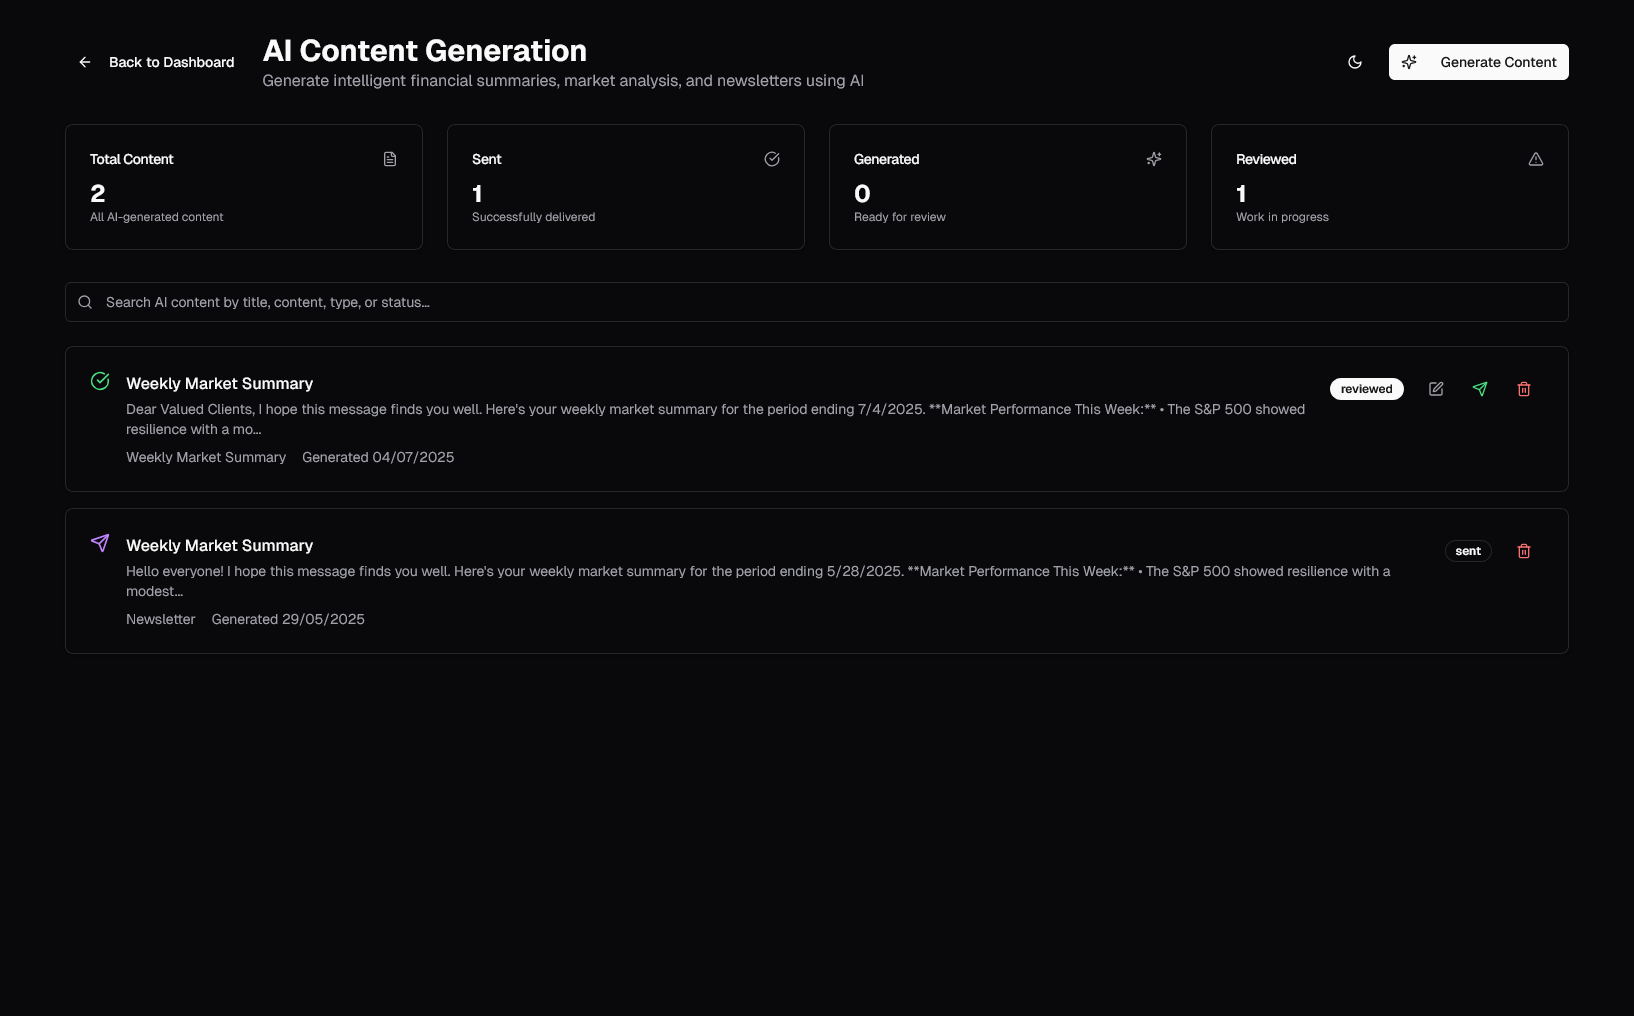 Back to Dashboard
AI Content Generation
Generate intelligent financial summaries, market analysis, and newsletters using AI
Generate Content
Total Content
2
All AI-generated content
Sent
1
Successfully delivered
Generated
0
Ready for review
Reviewed
1
Work in progress
Search AI content by title, content, type, or status...
Weekly Market Summary
reviewed
Dear Valued Clients, I hope this message finds you well. Here's your weekly market summary for the period ending 7/4/2025. **Market Performance This Week:** • The S&P 500 showed
resilience with a mo...
Weekly Market Summary Generated 04/07/2025
Weekly Market Summary
sent
Hello everyone! I hope this message finds you well. Here's your weekly market summary for the period ending 5/28/2025. **Market Performance This Week:** • The S&P 500 showed resilience with a
modest...
Newsletter Generated 29/05/2025